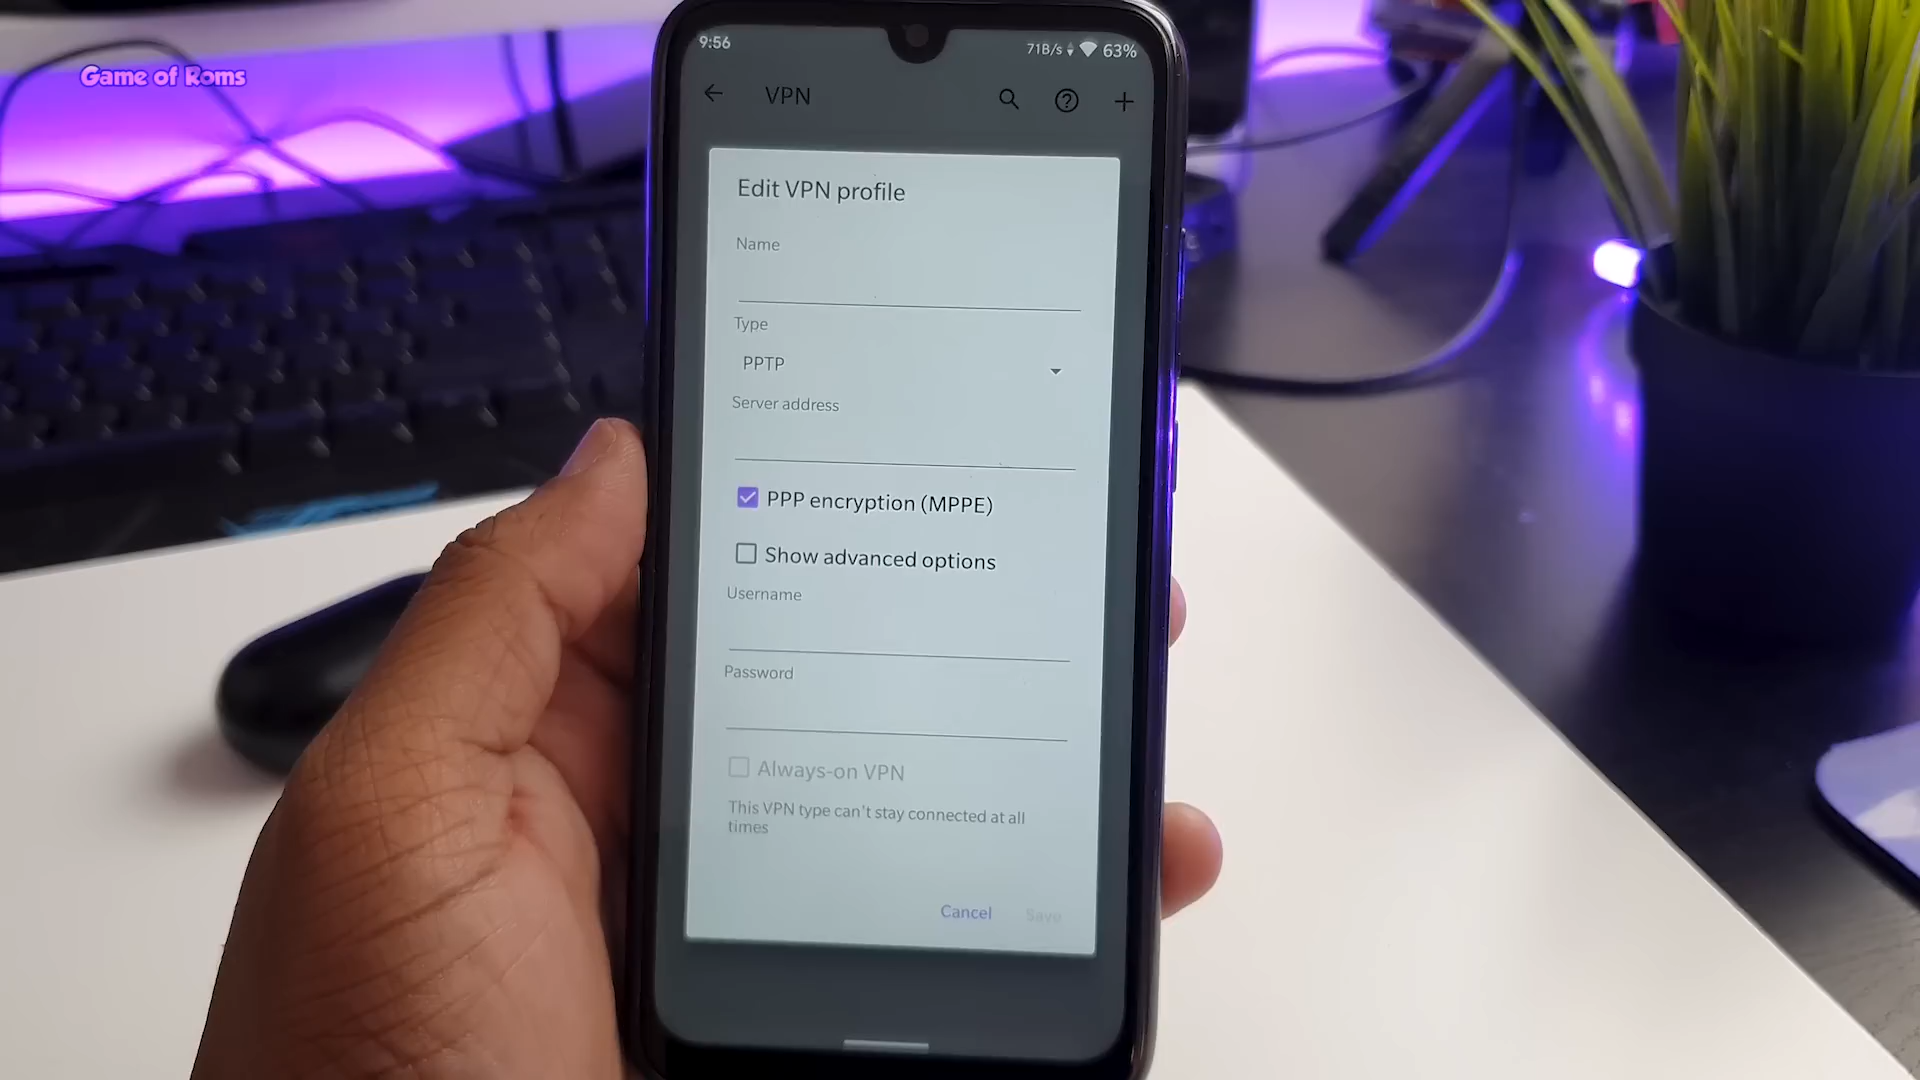 Game of Roms
9:56
71B/s 63%
VPN
Edit VPN profile
Name
Type
PPTP
Server address
PPP encryption (MPPE)
Show advanced options
Username
Password
Always-on VPN
This VPN type can't stay connected at all
times
Cancel Save